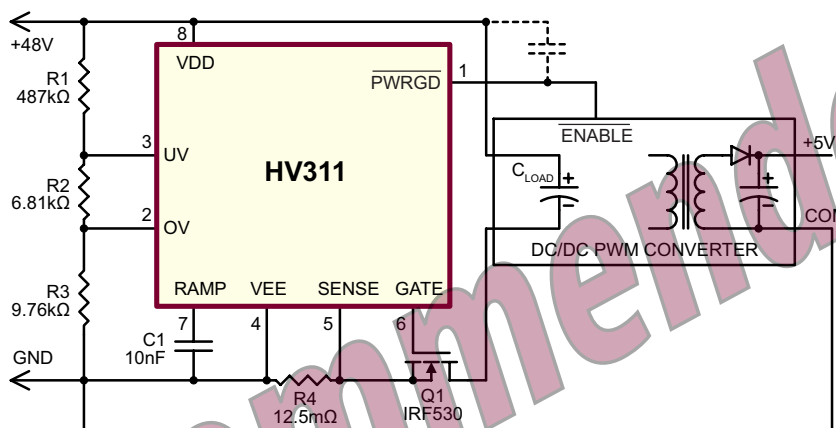 +48V
8
VDD
PWRGD
1
R1
487kΩ
ENABLE
+5V
3
UV
HV311
R2
6.81kΩ
CLOAD
+
+
2
OV
−
−
COM
DC/DC PWM CONVERTER
R3
9.76kΩ
RAMP
VEE
SENSE
GATE
7
4
5
6
C1
10nF
GND
R4
12.5mΩ
Q1
IRF530